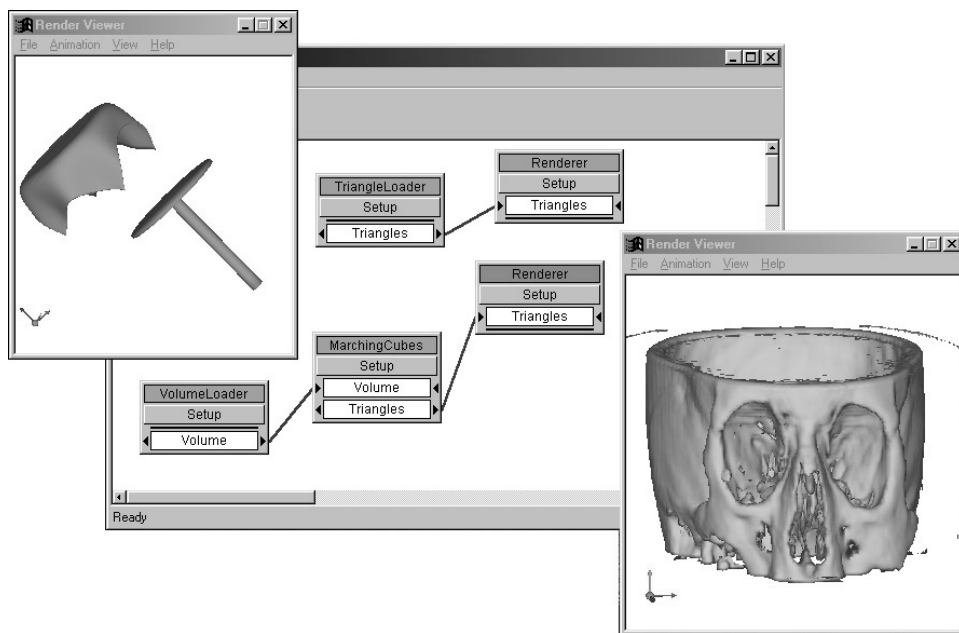 Render Viewer
File Animation View Help
TriangleLoader
Setup
Triangles
Renderer
Setup
Triangles
Renderer
Setup
Triangles
MarchingCubes
Setup
Volume
Triangles
VolumeLoader
Setup
Volume
Ready
Render Viewer
File Animation View Help